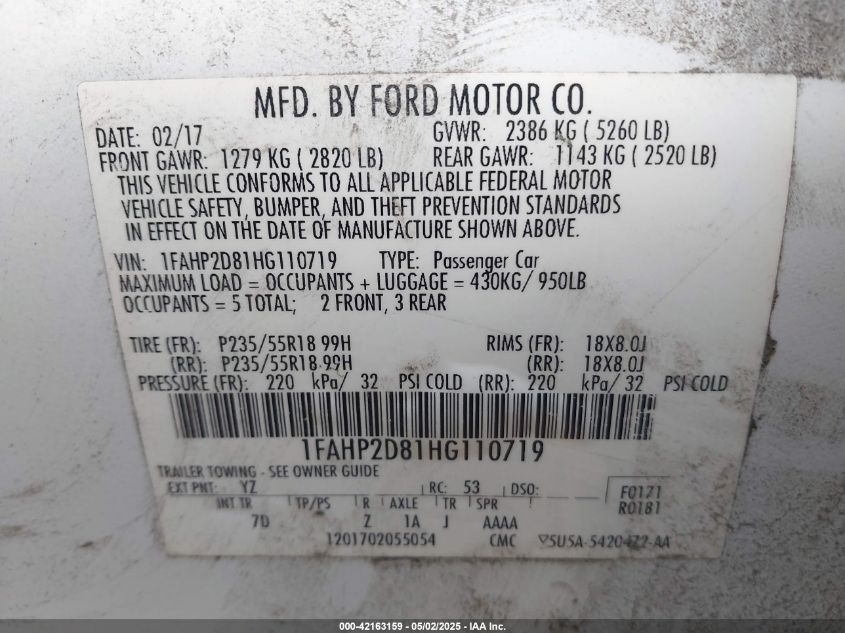 MFD. BY FORD MOTOR CO.
DATE: 02/17 GVWR: 2386 KG ( 5260 LB)
FRONT GAWR: 1279 KG ( 2820 LB) REAR GAWR: 1143 KG ( 2520 LB)
THIS VEHICLE CONFORMS TO ALL APPLICABLE FEDERAL MOTOR
VEHICLE SAFETY, BUMPER, AND THEFT PREVENTION STANDARDS
IN EFFECT ON THE DATE OF MANUFACTURE SHOWN ABOVE.
VIN: 1FAHP2D81HG110719 TYPE: Passenger Car
MAXIMUM LOAD = OCCUPANTS + LUGGAGE = 430KG/ 950LB
OCCUPANTS = 5 TOTAL; 2 FRONT, 3 REAR
TIRE (FR): P235/55R18 99H RIMS (FR): 18X8.0J
(RR): P235/55R18 99H (RR): 18X8.0J
PRESSURE (FR): 220 kPa/ 32 PSI COLD (RR): 220 kPa/ 32 PSI COLD
1FAHP2D81HG110719
TRAILER TOWING - SEE OWNER GUIDE
EXT PNT: YZ RC: 53 DSO: F0171
INT TR TP/PS R AXLE TR SPR R0181
7D Z 1A J AAAA
1201702055054 CMC 5U5A-5420472-AA
000-42163159 - 05/02/2025 - IAA Inc.